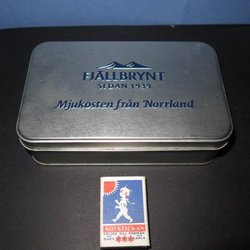 FJÄLLBRYNT
SEDAN 1939
Mjukosten från Norrland
SOLSTICKAN